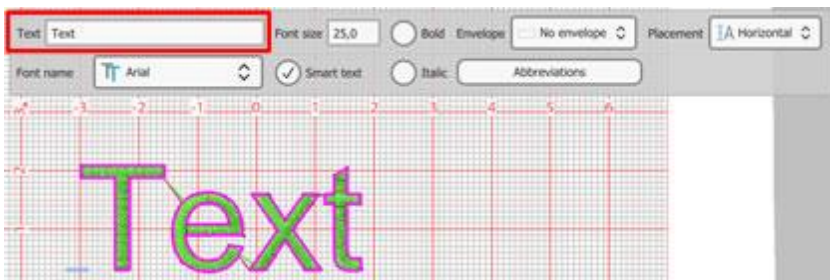 Text Text Font size 25,0 Bold Envelope No envelope Placement Horizontal
Font name Arial Smart text Italic Abbreviations
-3 -2 -1 0 1 2 3 4 5 6
Text